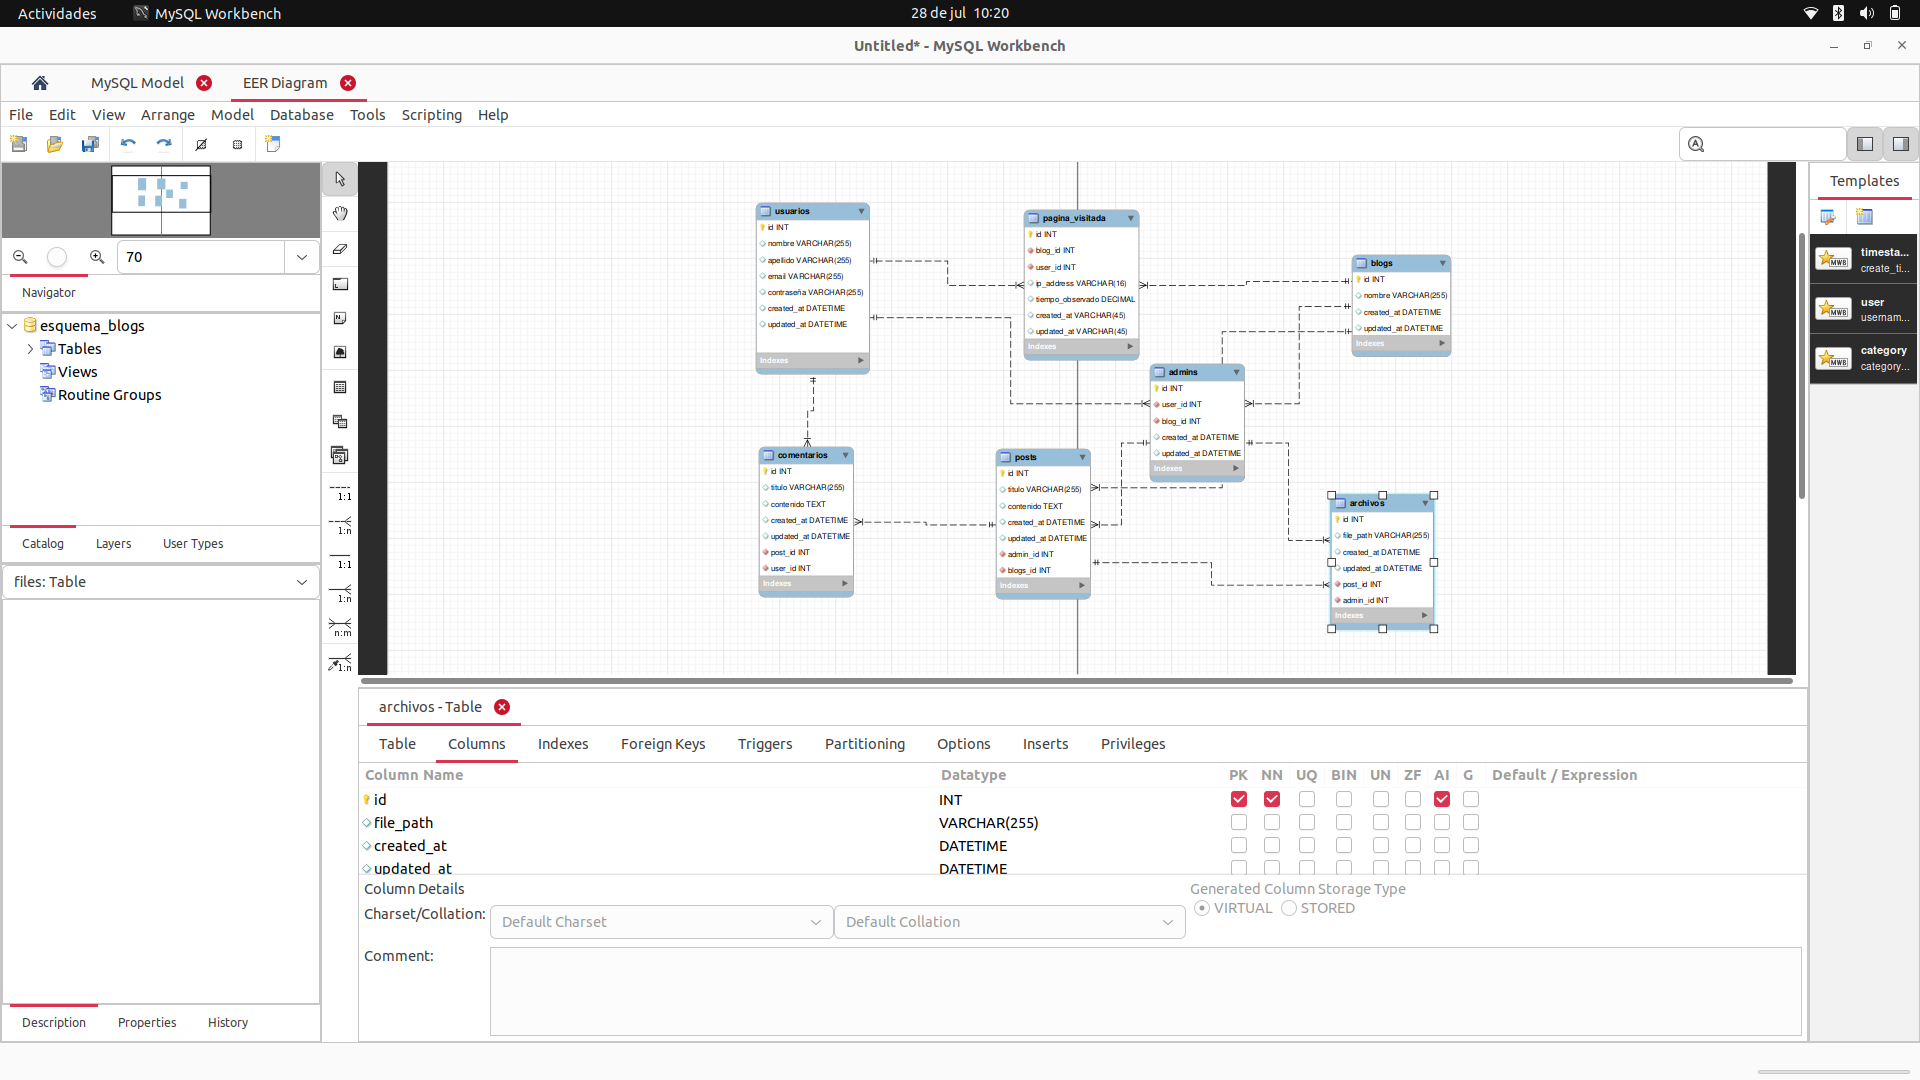 Actividades
MySQL Workbench
28 de jul 10:20
Untitled* - MySQL Workbench
MySQL Model
EER Diagram
File Edit View Arrange Model Database Tools Scripting Help
70
Navigator
esquema_blogs
Tables
Views
Routine Groups
Catalog Layers User Types
files: Table
Description Properties History
1:1
1:n
1:1
1:n
n:m
1:n
usuarios
id INT
nombre VARCHAR(255)
apellido VARCHAR(255)
email VARCHAR(255)
contraseña VARCHAR(255)
created_at DATETIME
updated_at DATETIME
Indexes
pagina_visitada
id INT
blog_id INT
user_id INT
ip_address VARCHAR(16)
tiempo_observado DECIMAL
created_at VARCHAR(45)
updated_at VARCHAR(45)
Indexes
blogs
id INT
nombre VARCHAR(255)
created_at DATETIME
updated_at DATETIME
Indexes
admins
id INT
user_id INT
blog_id INT
created_at DATETIME
updated_at DATETIME
Indexes
comentarios
id INT
titulo VARCHAR(255)
contenido TEXT
created_at DATETIME
updated_at DATETIME
post_id INT
user_id INT
Indexes
posts
id INT
titulo VARCHAR(255)
contenido TEXT
created_at DATETIME
updated_at DATETIME
admin_id INT
blogs_id INT
Indexes
archivos
id INT
file_path VARCHAR(255)
created_at DATETIME
updated_at DATETIME
post_id INT
admin_id INT
Indexes
Templates
timesta...
create_ti...
user
usernam...
category
category...
archivos - Table
Table Columns Indexes Foreign Keys Triggers Partitioning Options Inserts Privileges
Column Name Datatype PK NN UQ BIN UN ZF AI G Default / Expression
id INT
file_path VARCHAR(255)
created_at DATETIME
updated_at DATETIME
Column Details
Generated Column Storage Type
Charset/Collation: Default Charset Default Collation
VIRTUAL STORED
Comment: